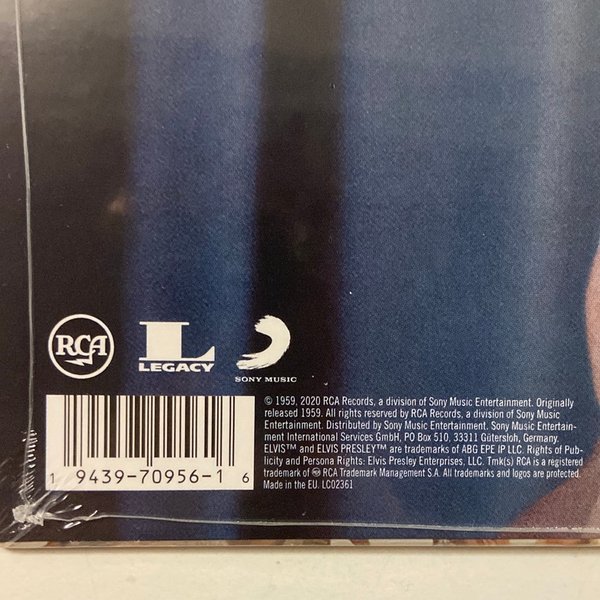 RCA
L
LEGACY
SONY MUSIC
© 1959, 2020 RCA Records, a division of Sony Music Entertainment. Originally
released 1959. All rights reserved by RCA Records, a division of Sony Music
Entertainment. Distributed by Sony Music Entertainment. Sony Music Entertain-
ment International Services GmbH, PO Box 510, 33311 Gütersloh, Germany.
ELVIS™ and ELVIS PRESLEY™ are trademarks of ABG EPE IP LLC. Rights of Pub-
licity and Persona Rights: Elvis Presley Enterprises, LLC. Tmk(s) RCA is a registered
trademark of RCA Trademark Management S.A. All trademarks and logos are protected.
Made in the EU. LC02361
1 9439-70956-1 6